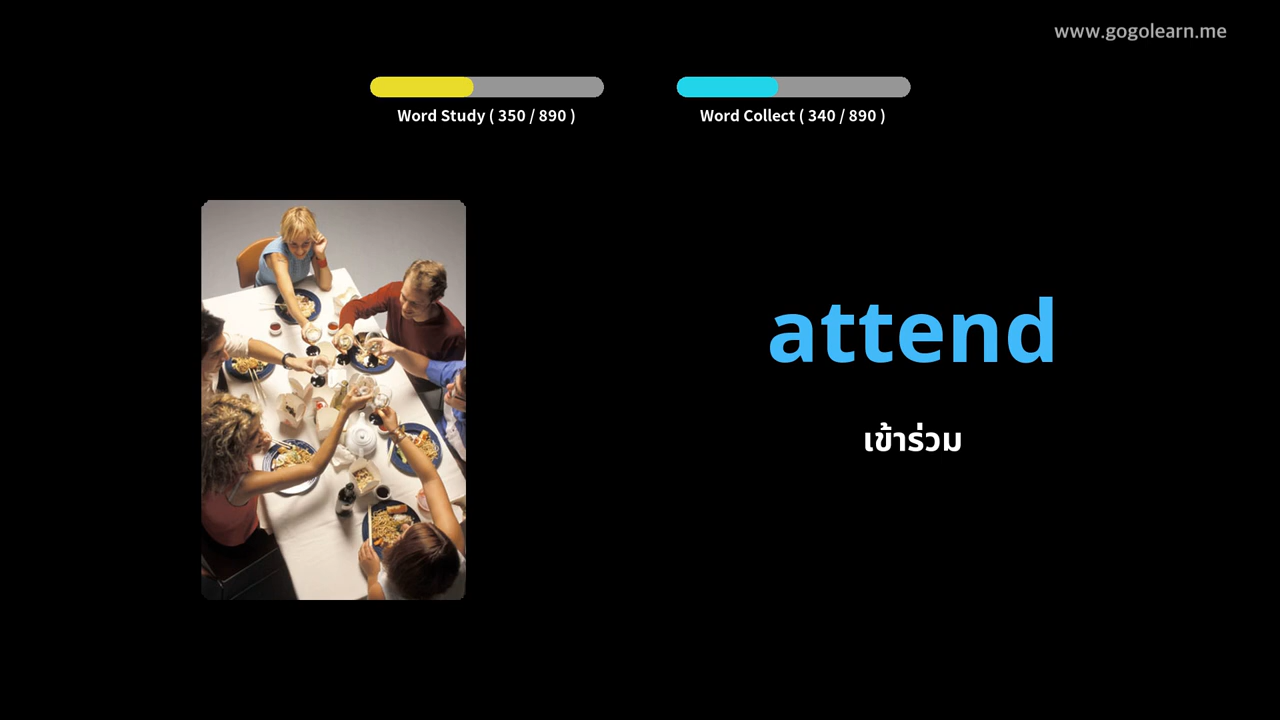 www.gogolearn.me
Word Study ( 350 / 890 )
Word Collect ( 340 / 890 )
attend
เข้าร่วม